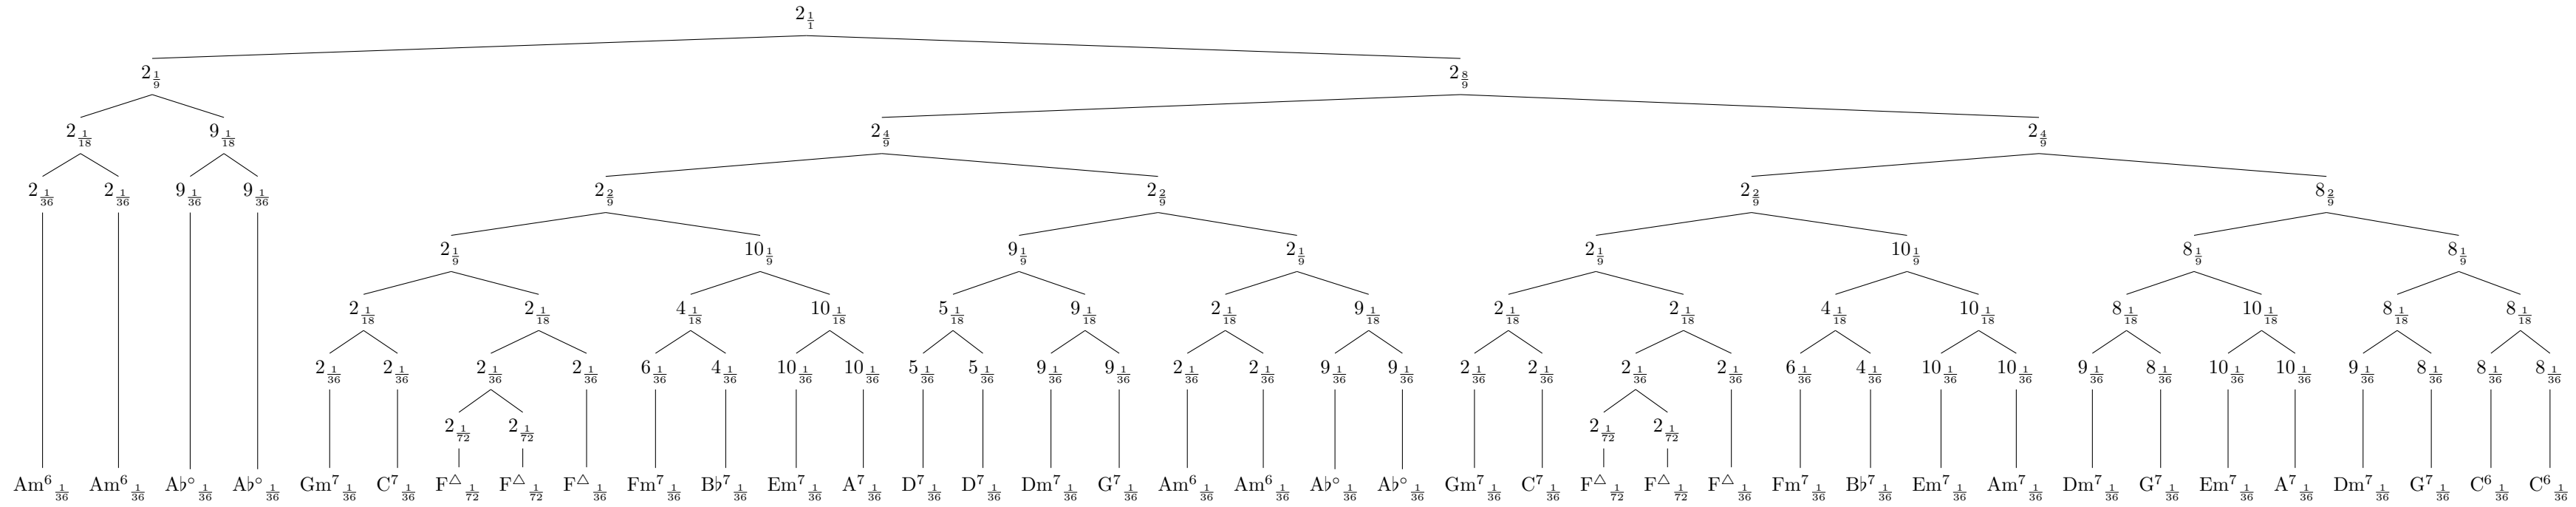 2 1/1
2 1/9 2 8/9
2 1/18 9 1/18 2 4/9 2 4/9
2 1/36 2 1/36 9 1/36 9 1/36 2 2/9 2 2/9 2 2/9 8 2/9
2 1/9 10 1/9 9 1/9 2 1/9 2 1/9 10 1/9 8 1/9 8 1/9
2 1/18 2 1/18 4 1/18 10 1/18 5 1/18 9 1/18 2 1/18 9 1/18 2 1/18 2 1/18 4 1/18 10 1/18 8 1/18 10 1/18 8 1/18 8 1/18
2 1/36 2 1/36 2 1/36 2 1/36 6 1/36 4 1/36 10 1/36 10 1/36 5 1/36 5 1/36 9 1/36 9 1/36 2 1/36 2 1/36 9 1/36 9 1/36 2 1/36 2 1/36 2 1/36 2 1/36 6 1/36 4 1/36 10 1/36 10 1/36 9 1/36 8 1/36 10 1/36 10 1/36 9 1/36 8 1/36 8 1/36 8 1/36
2 1/72 2 1/72 2 1/72 2 1/72
Am⁶ 1/36 Am⁶ 1/36 A♭° 1/36 A♭° 1/36 Gm⁷ 1/36 C⁷ 1/36 F△ 1/72 F△ 1/72 F△ 1/36 Fm⁷ 1/36 B♭⁷ 1/36 Em⁷ 1/36 A⁷ 1/36 D⁷ 1/36 D⁷ 1/36 Dm⁷ 1/36 G⁷ 1/36 Am⁶ 1/36 Am⁶ 1/36 A♭° 1/36 A♭° 1/36 Gm⁷ 1/36 C⁷ 1/36 F△ 1/72 F△ 1/72 F△ 1/36 Fm⁷ 1/36 B♭⁷ 1/36 Em⁷ 1/36 Am⁷ 1/36 Dm⁷ 1/36 G⁷ 1/36 Em⁷ 1/36 A⁷ 1/36 Dm⁷ 1/36 G⁷ 1/36 C⁶ 1/36 C⁶ 1/36